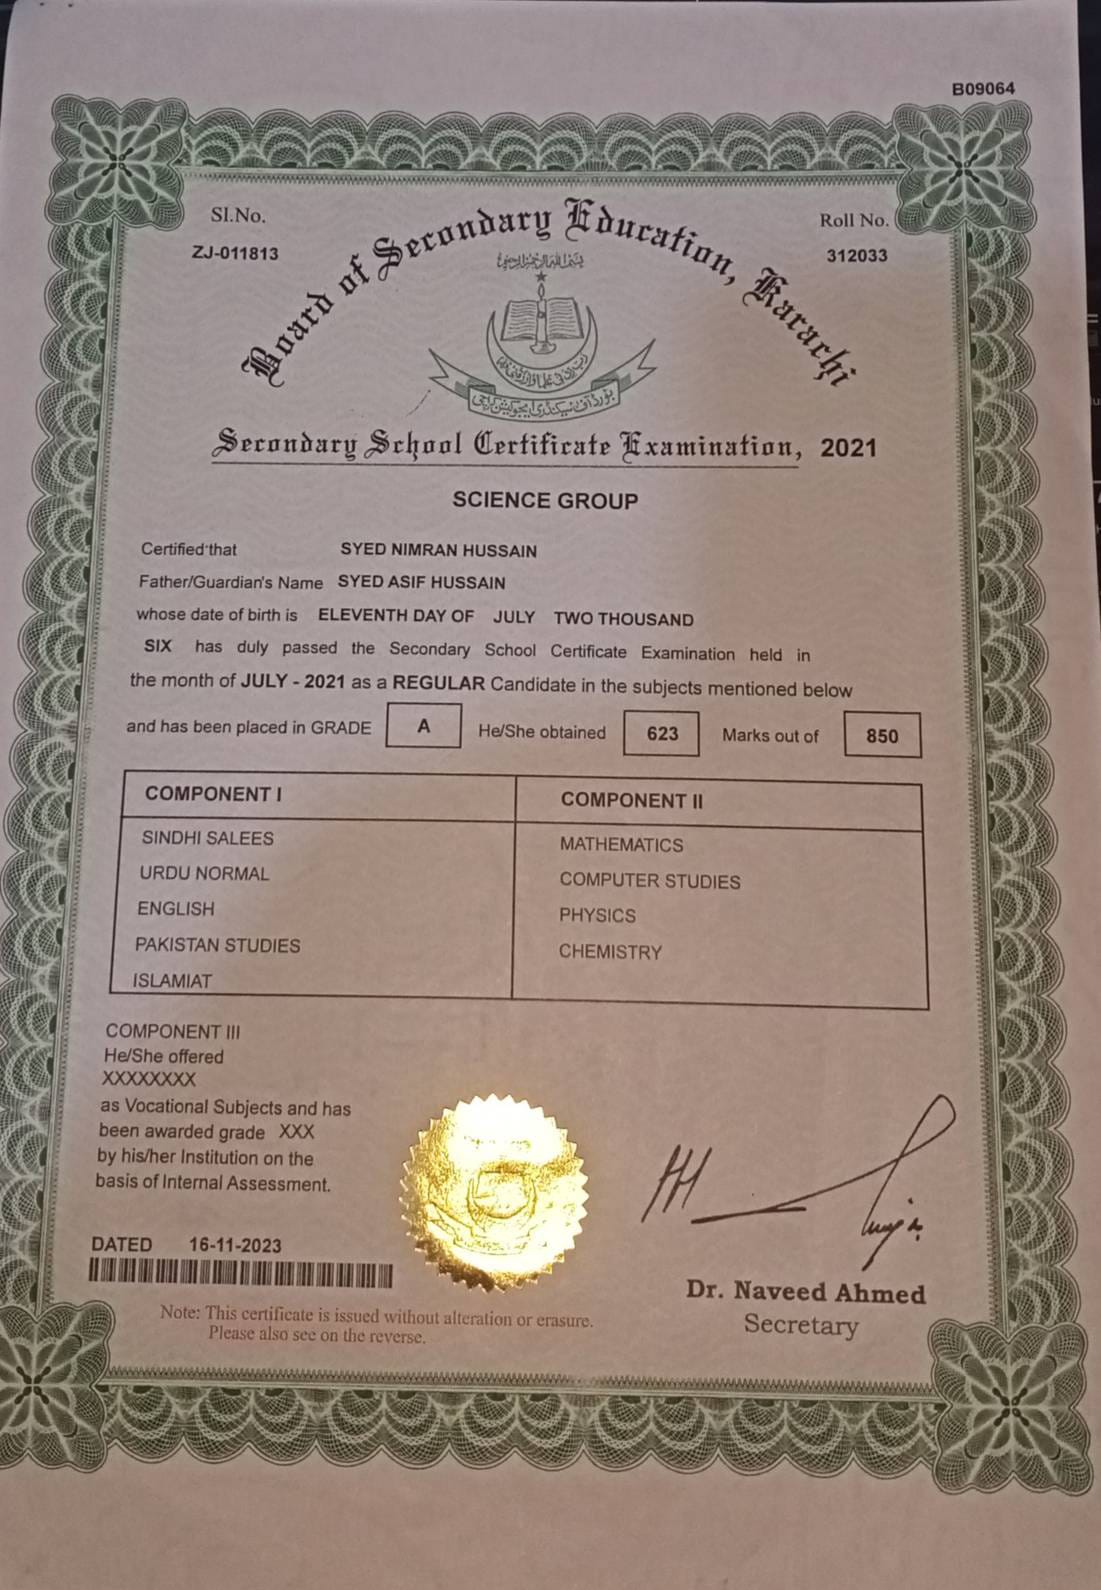 B09064
Sl.No.
Roll No.
ZJ-011813
312033
Board of Secondary Education, Karachi
Secondary School Certificate Examination, 2021
SCIENCE GROUP
Certified that SYED NIMRAN HUSSAIN
Father/Guardian's Name SYED ASIF HUSSAIN
whose date of birth is ELEVENTH DAY OF JULY TWO THOUSAND
SIX has duly passed the Secondary School Certificate Examination held in
the month of JULY - 2021 as a REGULAR Candidate in the subjects mentioned below
and has been placed in GRADE A He/She obtained 623 Marks out of 850
COMPONENT I
SINDHI SALEES
URDU NORMAL
ENGLISH
PAKISTAN STUDIES
ISLAMIAT
COMPONENT II
MATHEMATICS
COMPUTER STUDIES
PHYSICS
CHEMISTRY
COMPONENT III
He/She offered
XXXXXXXX
as Vocational Subjects and has
been awarded grade XXX
by his/her Institution on the
basis of Internal Assessment.
DATED 16-11-2023
Dr. Naveed Ahmed
Secretary
Note: This certificate is issued without alteration or erasure.
Please also see on the reverse.